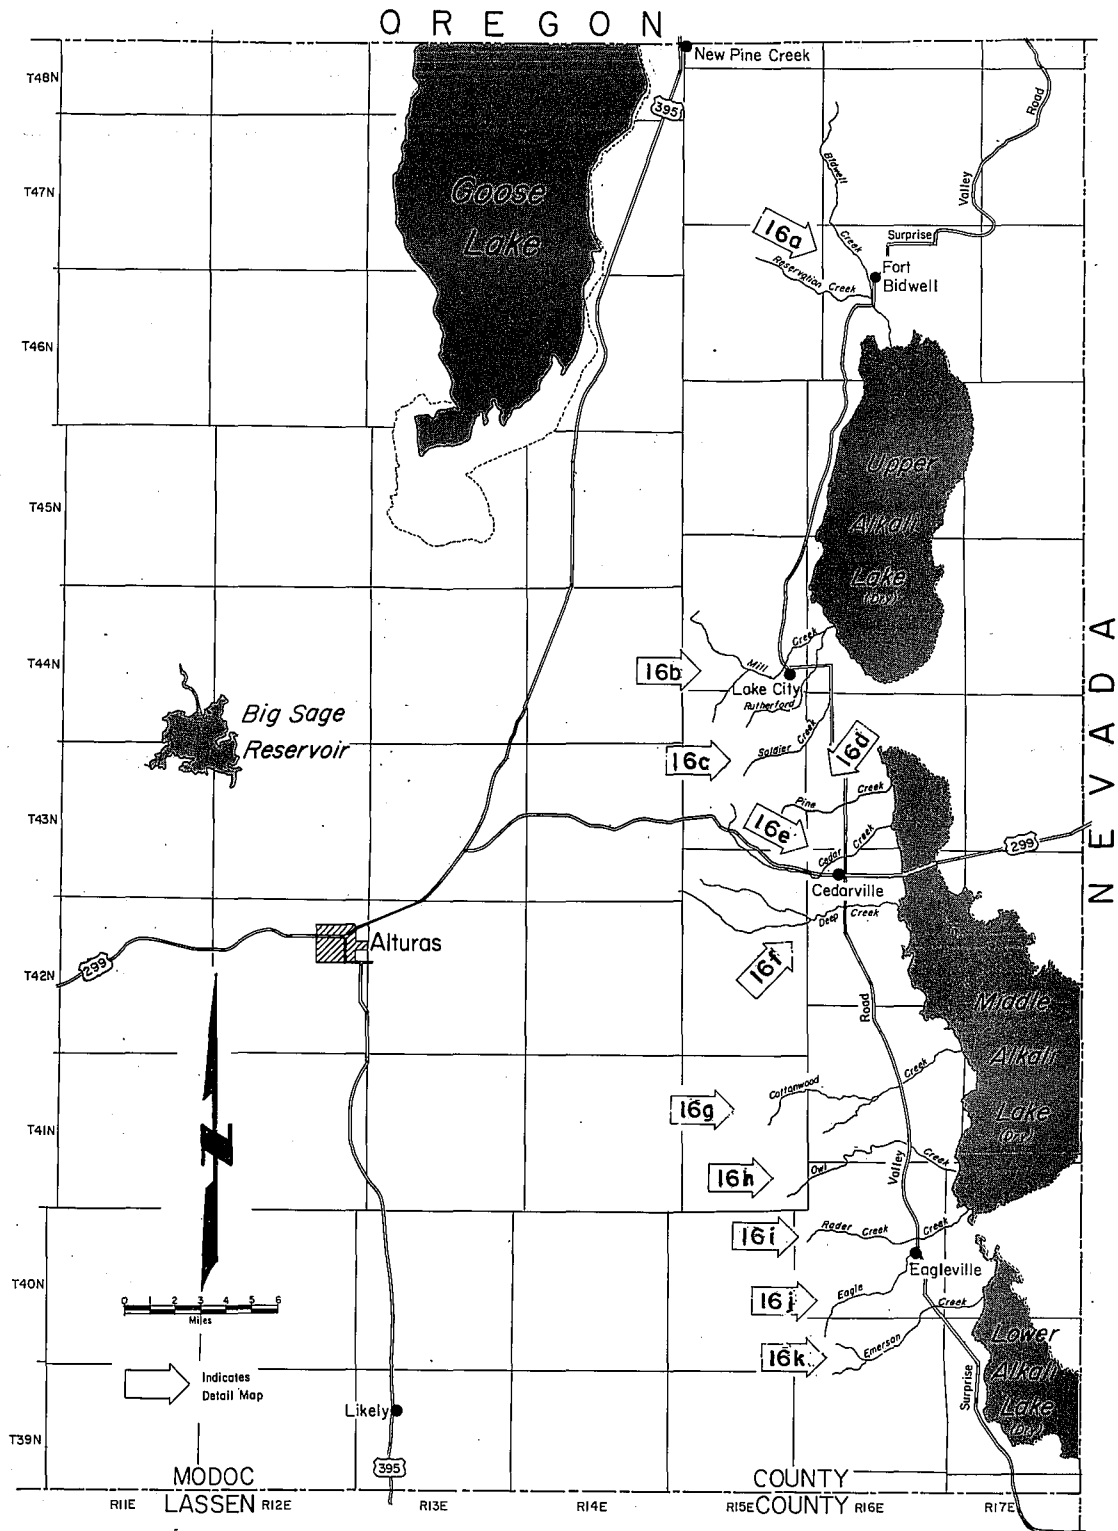 OREGON
New Pine Creek
T48N
395
Road
T47N
Goose
Lake
Bidwell
Creek
Valley
16a
Surprise
Reservation Creek
Fort
Bidwell
T46N
Upper
Alkali
Lake
(Dry)
T45N
NEVADA
T44N
16b
Mill
Creek
Lake City
Rutherford
Big Sage
Reservoir
16c
Soldier
Creek
16d
T43N
Pine
Creek
16e
Cedar
Creek
299
Cedarville
Deep Creek
Alturas
299
16f
T42N
Road
Middle
Alkali
Lake
(Dry)
Cottonwood
Creek
16g
T41N
16h
Owl
Valley
Creek
16i
Rader Creek
Creek
Eagleville
T40N
0 1 2 3 4 5 6
Miles
16j
Eagle
Creek
Emerson
16k
Lower
Alkali
Lake
(Dry)
Indicates
Detail Map
Surprise
Likely
T39N
395
MODOC
COUNTY
LASSEN
COUNTY
R11E
R12E
R13E
R14E
R15E
R16E
R17E